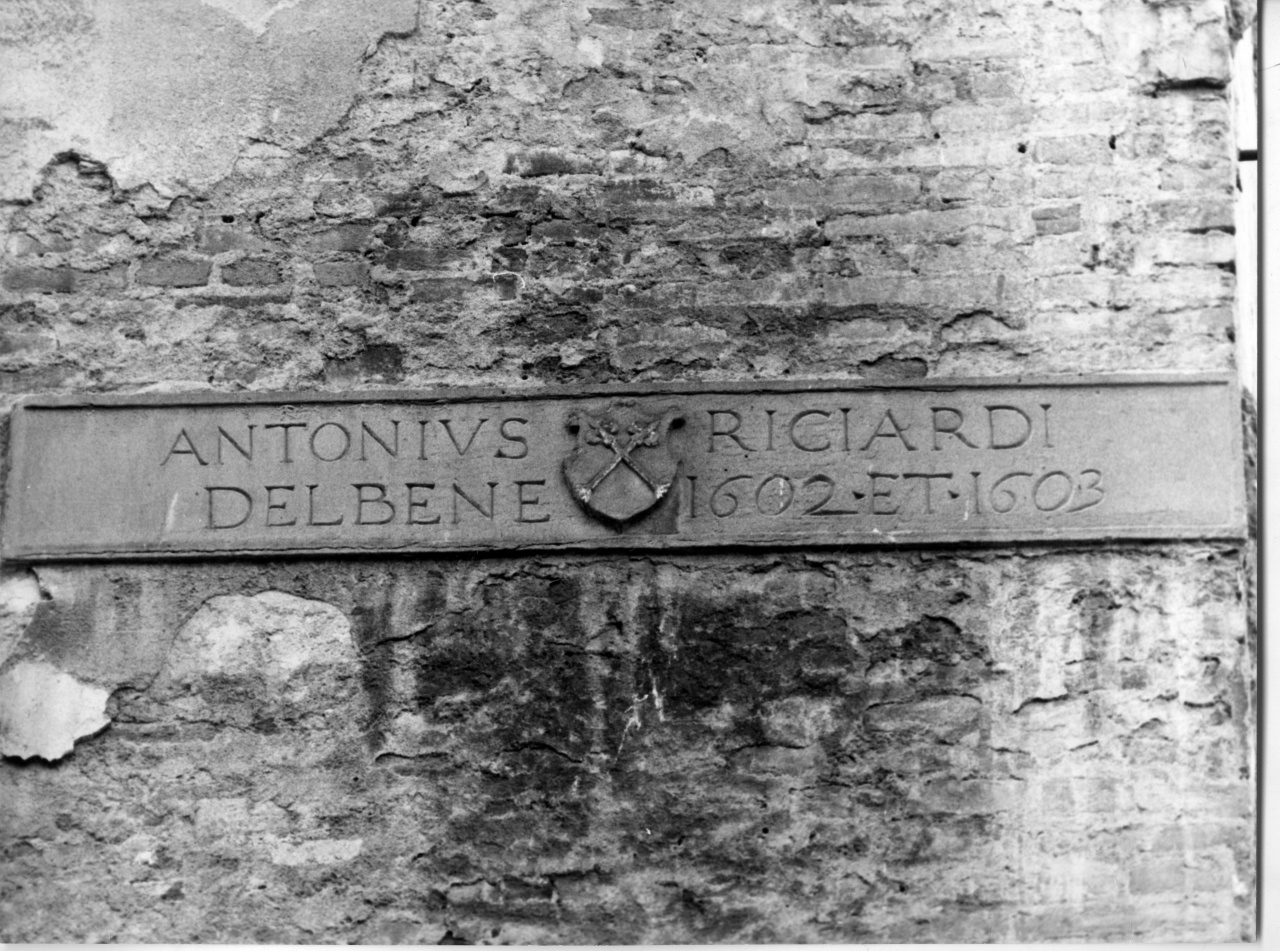 ANTONIVS RICIARDI
DELBENE 1602·ET·1603